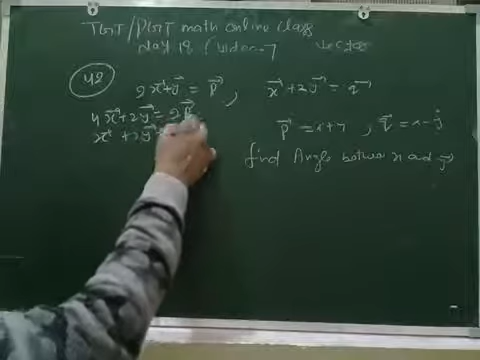 TGT/PGT math online class
Day 18 (video-7 vector
42
2x⃗+y⃗ = p⃗, x⃗+2y⃗ = q⃗
4x⃗+2y⃗ = 2p⃗
x⃗ +2y⃗
p⃗ = i+j, q⃗ = i-j
find Angle between x and y⃗